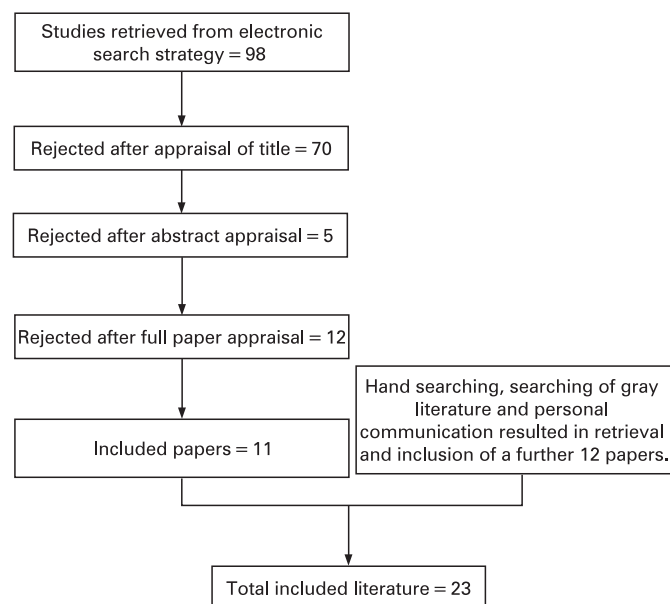 Studies retrieved from electronic
search strategy = 98
Rejected after appraisal of title = 70
Rejected after abstract appraisal = 5
Rejected after full paper appraisal = 12
Included papers = 11
Hand searching, searching of gray
literature and personal
communication resulted in retrieval
and inclusion of a further 12 papers.
Total included literature = 23